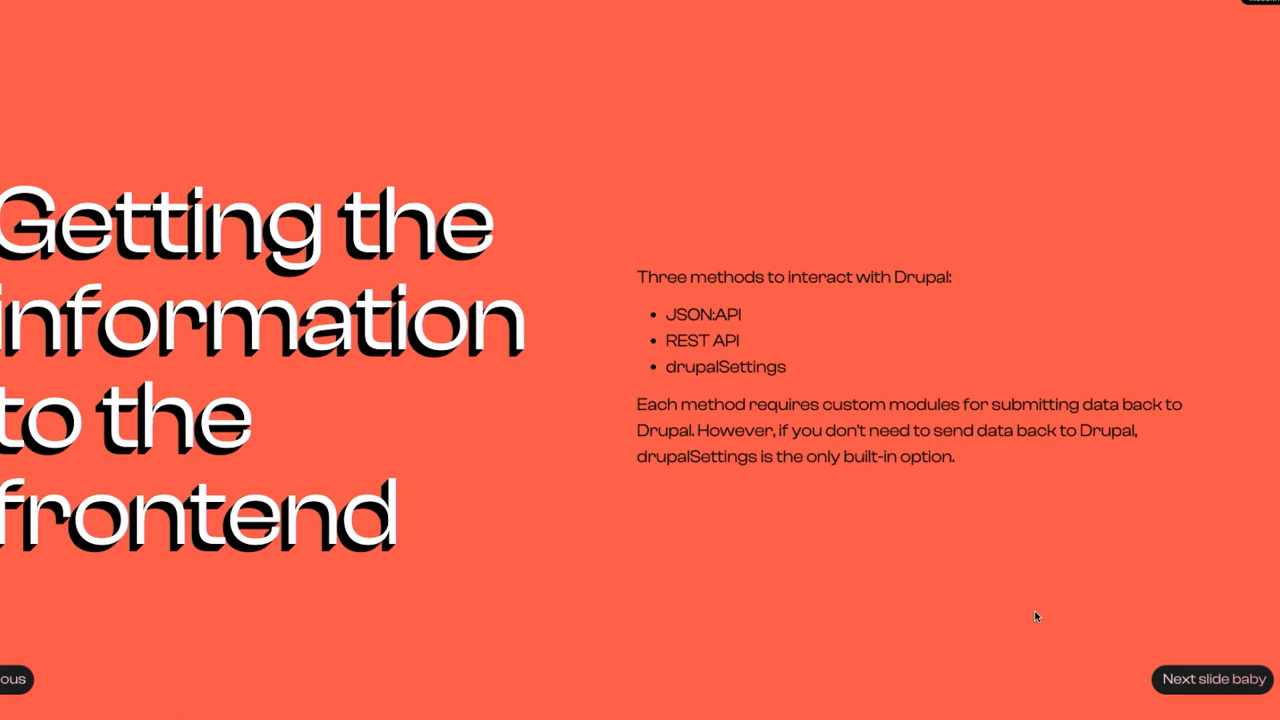 Getting the
information
to the
frontend
Three methods to interact with Drupal:
• JSON:API
• REST API
• drupalSettings
Each method requires custom modules for submitting data back to
Drupal. However, if you don't need to send data back to Drupal,
drupalSettings is the only built-in option.
ous
Next slide baby